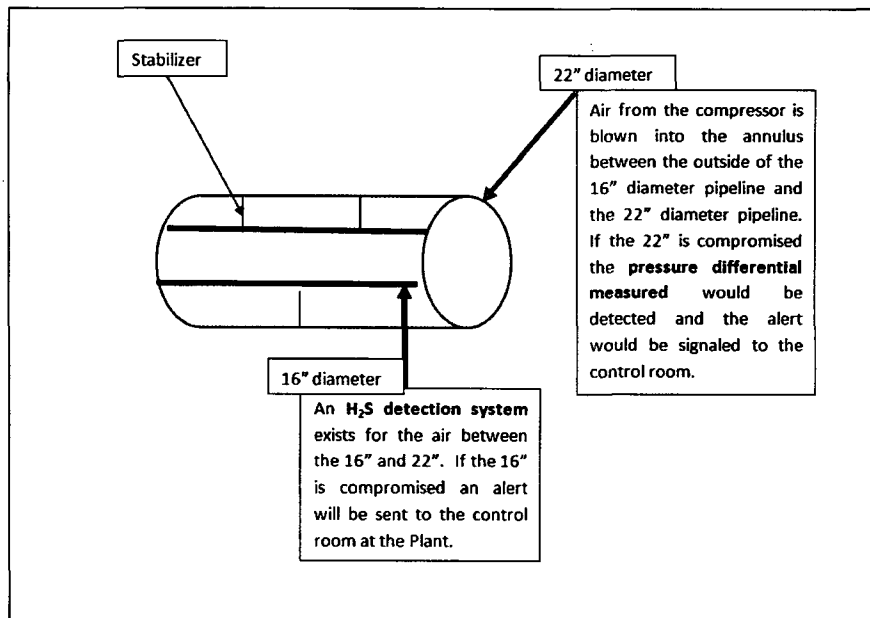 Stabilizer
22" diameter
Air from the compressor is
blown into the annulus
between the outside of the
16" diameter pipeline and
the 22" diameter pipeline.
If the 22" is compromised
the pressure differential
measured would be
detected and the alert
would be signaled to the
control room.
16" diameter
An H₂S detection system
exists for the air between
the 16" and 22". If the 16"
is compromised an alert
will be sent to the control
room at the Plant.